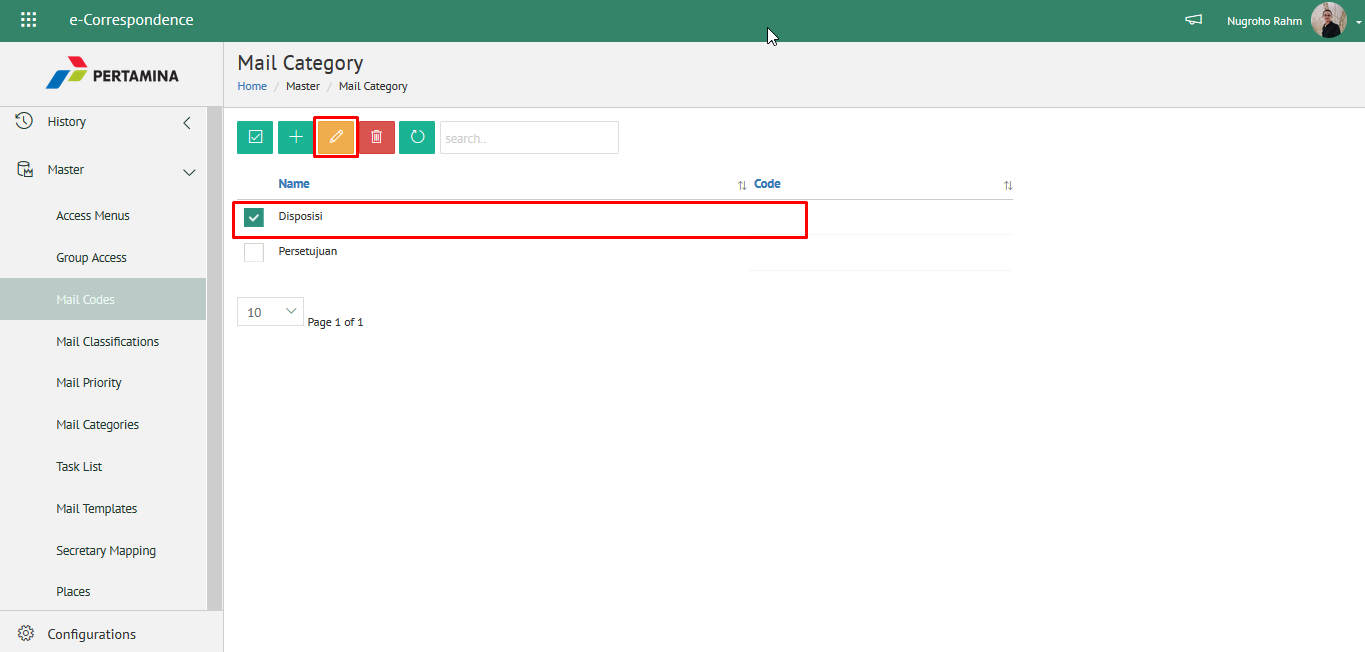 e-Correspondence
Nugroho Rahm
PERTAMINA
Mail Category
Home / Master / Mail Category
History
Master
Access Menus
Group Access
Mail Codes
Mail Classifications
Mail Priority
Mail Categories
Task List
Mail Templates
Secretary Mapping
Places
Configurations
search..
Name Code
Disposisi
Persetujuan
10 Page 1 of 1